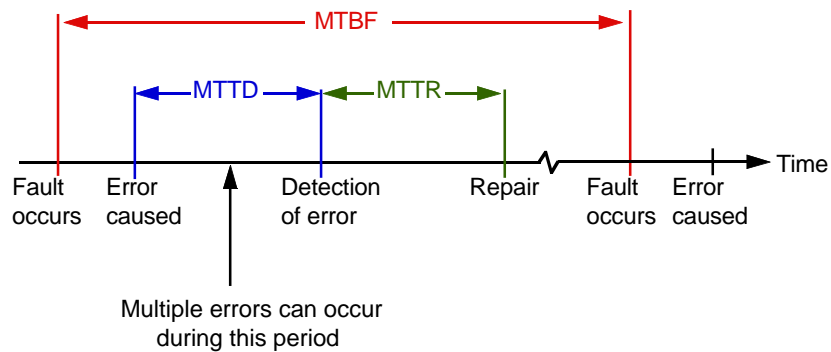 MTBF
MTTD
MTTR
Time
Fault
occurs
Error
caused
Detection
of error
Repair
Fault
occurs
Error
caused
Multiple errors can occur
during this period